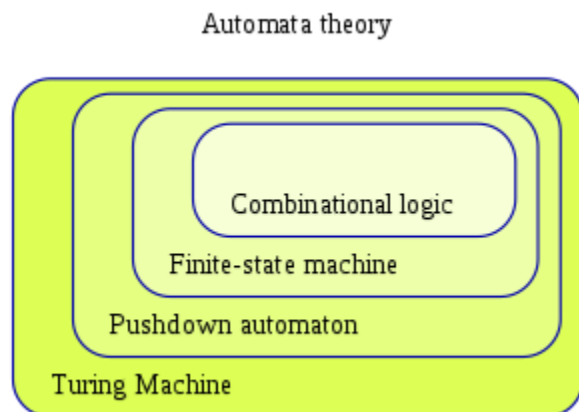 Automata theory
Combinational logic
Finite-state machine
Pushdown automaton
Turing Machine